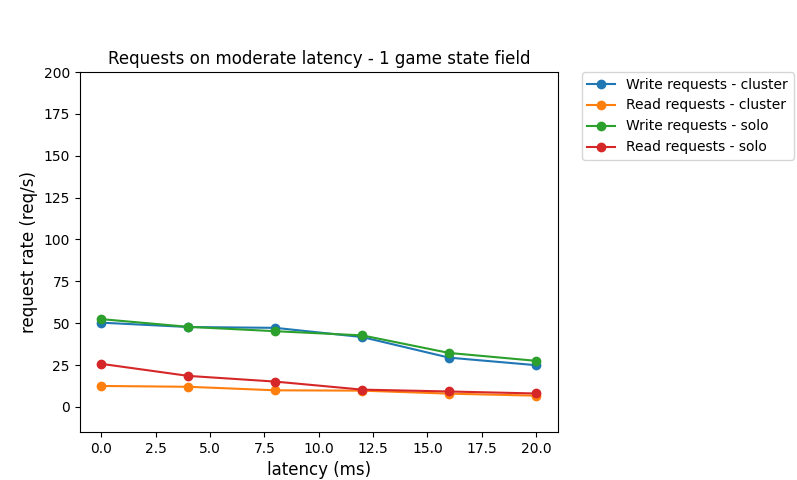 Requests on moderate latency - 1 game state field
Write requests - cluster
Read requests - cluster
Write requests - solo
Read requests - solo
request rate (req/s)
200
175
150
125
100
75
50
25
0
0.0 2.5 5.0 7.5 10.0 12.5 15.0 17.5 20.0
latency (ms)